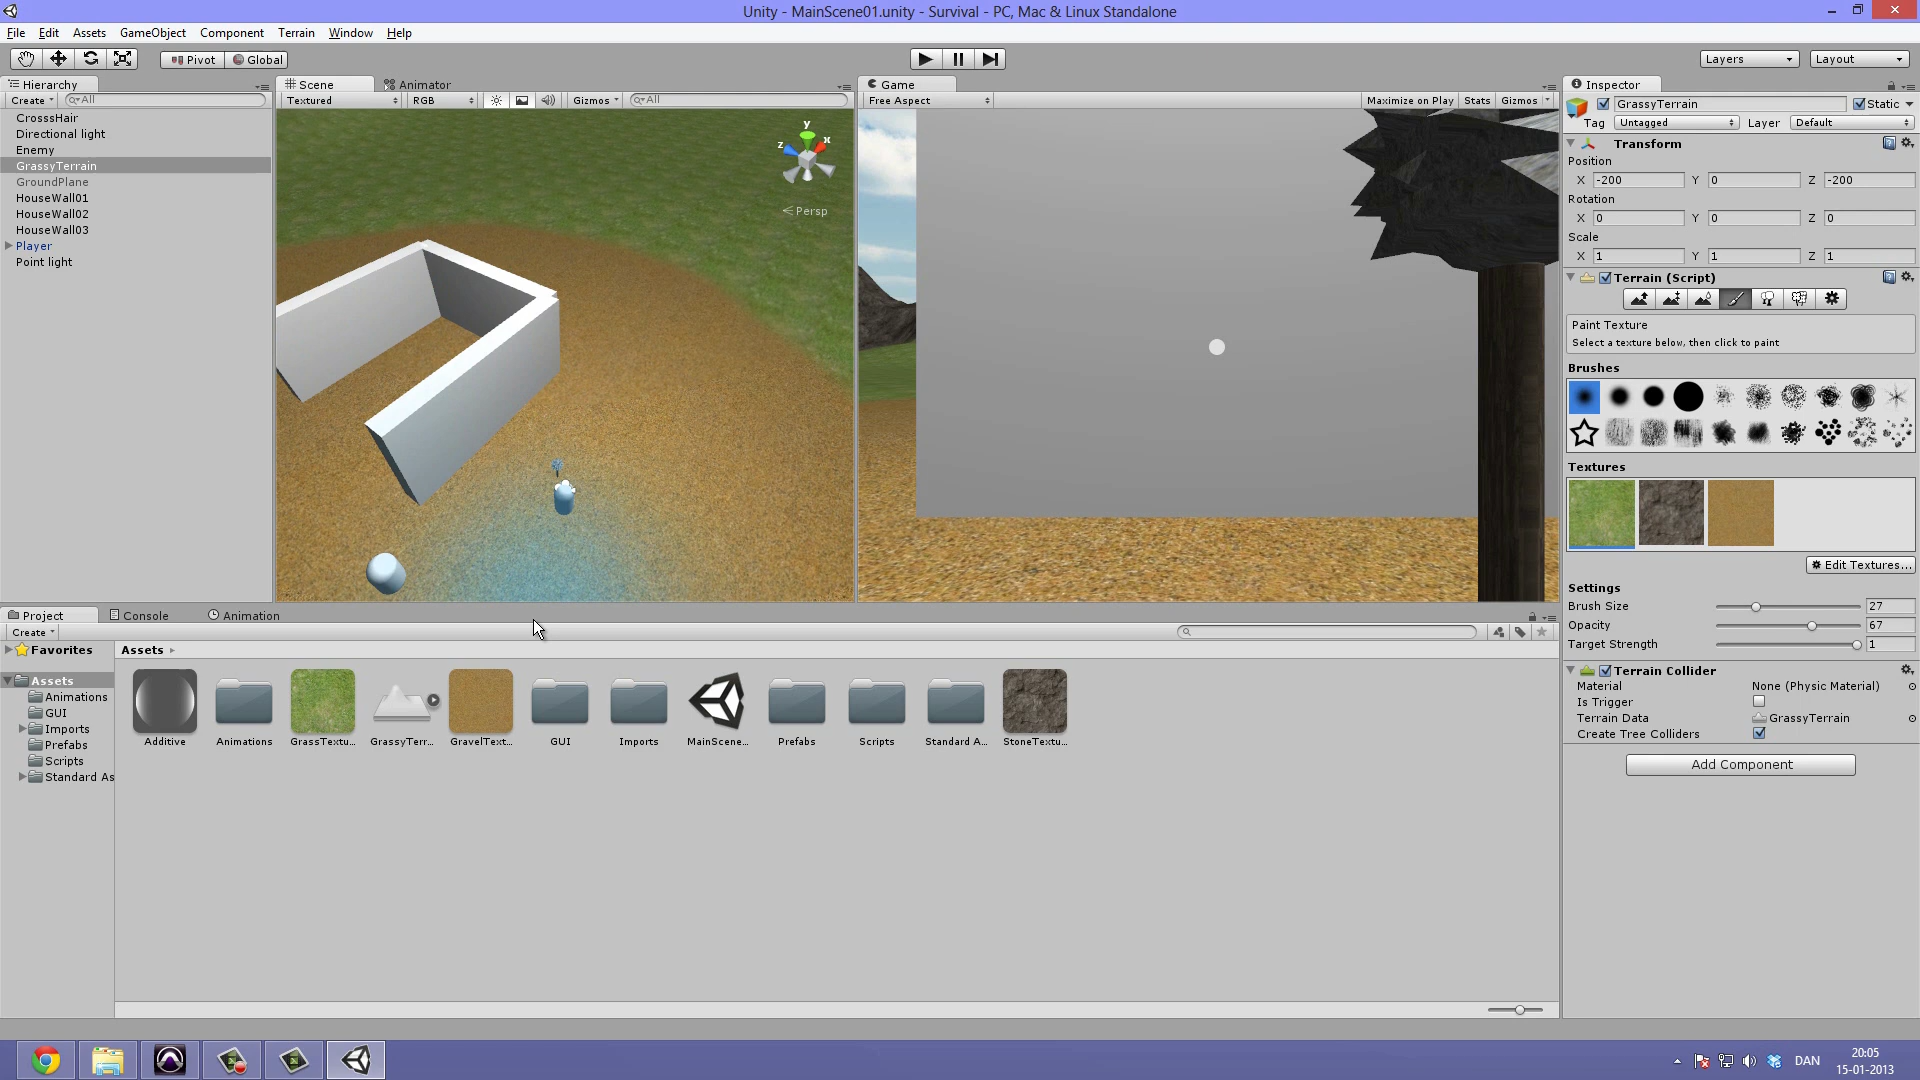 Unity - MainScene01.unity - Survival - PC, Mac & Linux Standalone
File Edit Assets GameObject Component Terrain Window Help
Pivot Global Layers Layout
Hierarchy
Create All
CrosssHair
Directional light
Enemy
GrassyTerrain
GroundPlane
HouseWall01
HouseWall02
HouseWall03
Player
Point light
Scene Animator
Textured RGB Gizmos All
y
z x
Persp
Game
Free Aspect Maximize on Play Stats Gizmos
Inspector
GrassyTerrain Static
Tag Untagged Layer Default
Transform
Position
X -200 Y 0 Z -200
Rotation
X 0 Y 0 Z 0
Scale
X 1 Y 1 Z 1
Terrain (Script)
Paint Texture
Select a texture below, then click to paint
Brushes
Textures
Edit Textures...
Settings
Brush Size 27
Opacity 67
Target Strength 1
Terrain Collider
Material None (Physic Material)
Is Trigger
Terrain Data GrassyTerrain
Create Tree Colliders
Add Component
Project Console Animation
Create
Favorites
Assets
Animations
GUI
Imports
Prefabs
Scripts
Standard As
Assets
Additive Animations GrassTextu... GrassyTerr... GravelText... GUI Imports MainScene... Prefabs Scripts Standard A... StoneTextu...
DAN
20:05
15-01-2013